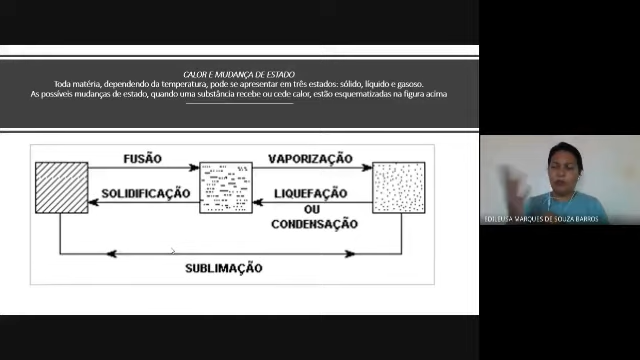 CALOR E MUDANÇA DE ESTADO
Toda matéria, dependendo da temperatura, pode se apresentar em três estados: sólido, líquido e gasoso.
As possíveis mudanças de estado, quando uma substância recebe ou cede calor, estão esquematizadas na figura acima
FUSÃO
VAPORIZAÇÃO
SOLIDIFICAÇÃO
LIQUEFAÇÃO
OU
CONDENSAÇÃO
SUBLIMAÇÃO
EDILEUSA MARQUES DE SOUZA BARROS